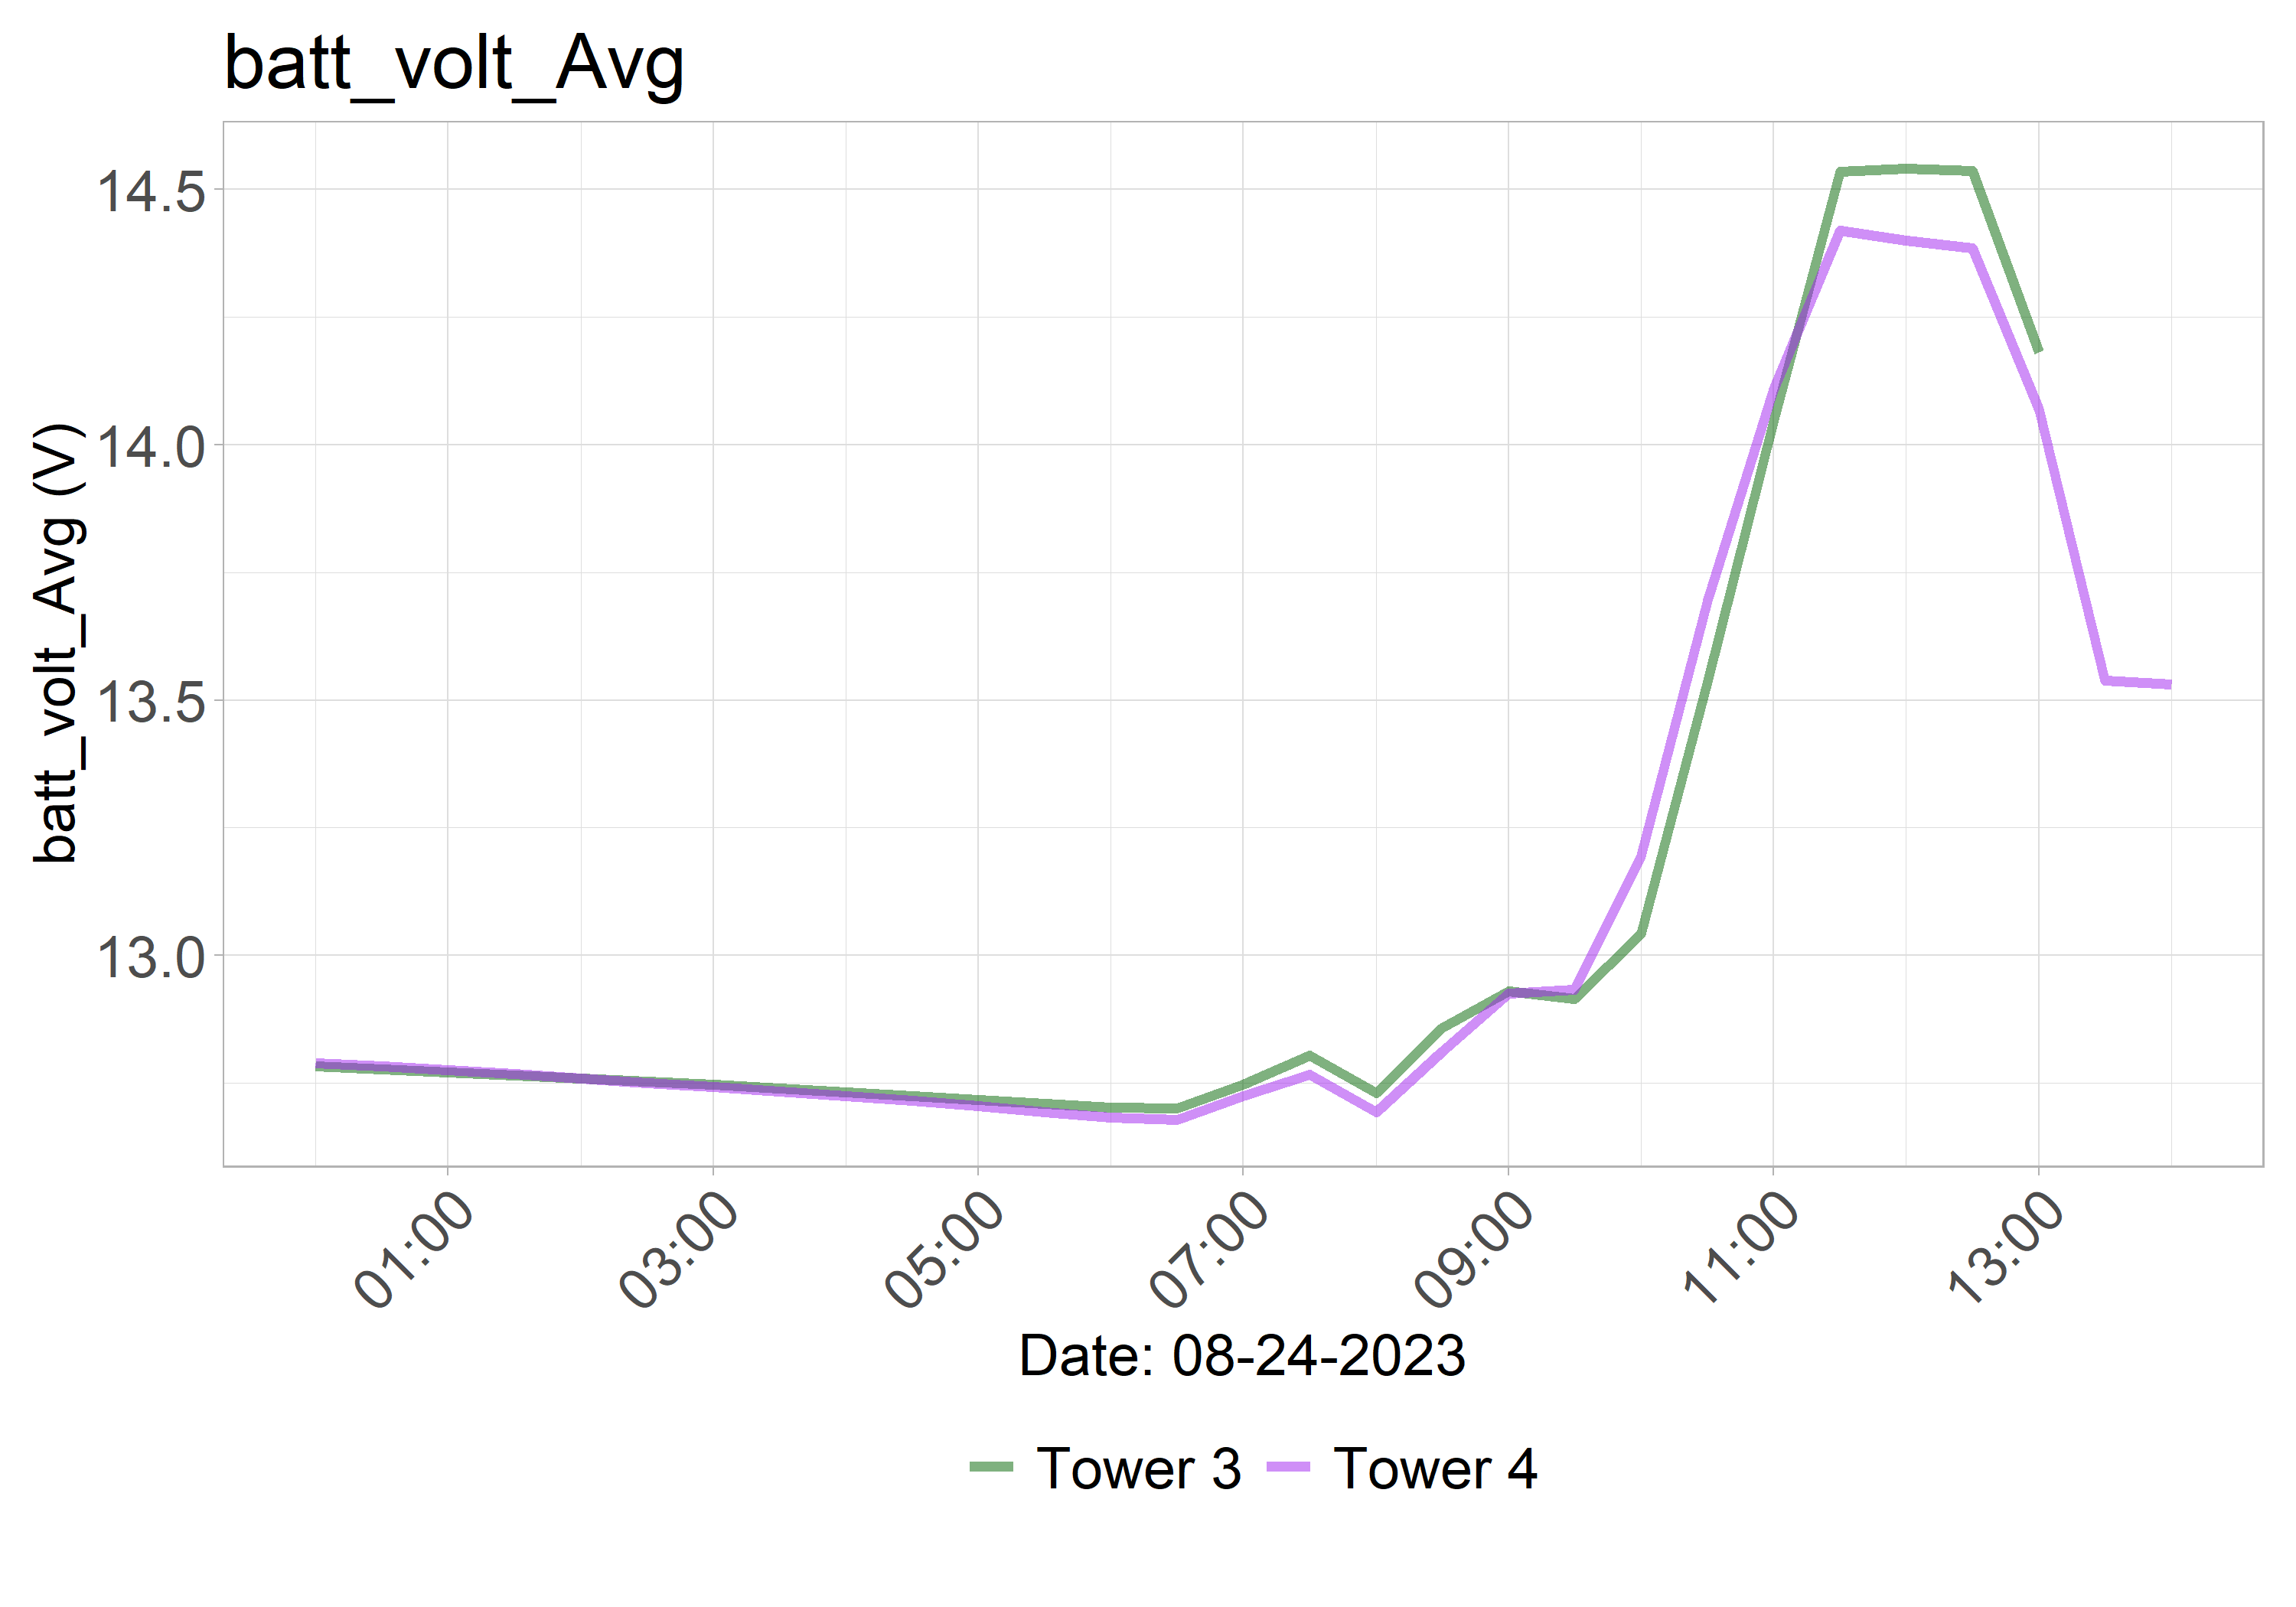 batt_volt_Avg
batt_volt_Avg (V)
14.5
14.0
13.5
13.0
01:00 03:00 05:00 07:00 09:00 11:00 13:00
Date: 08-24-2023
Tower 3 Tower 4